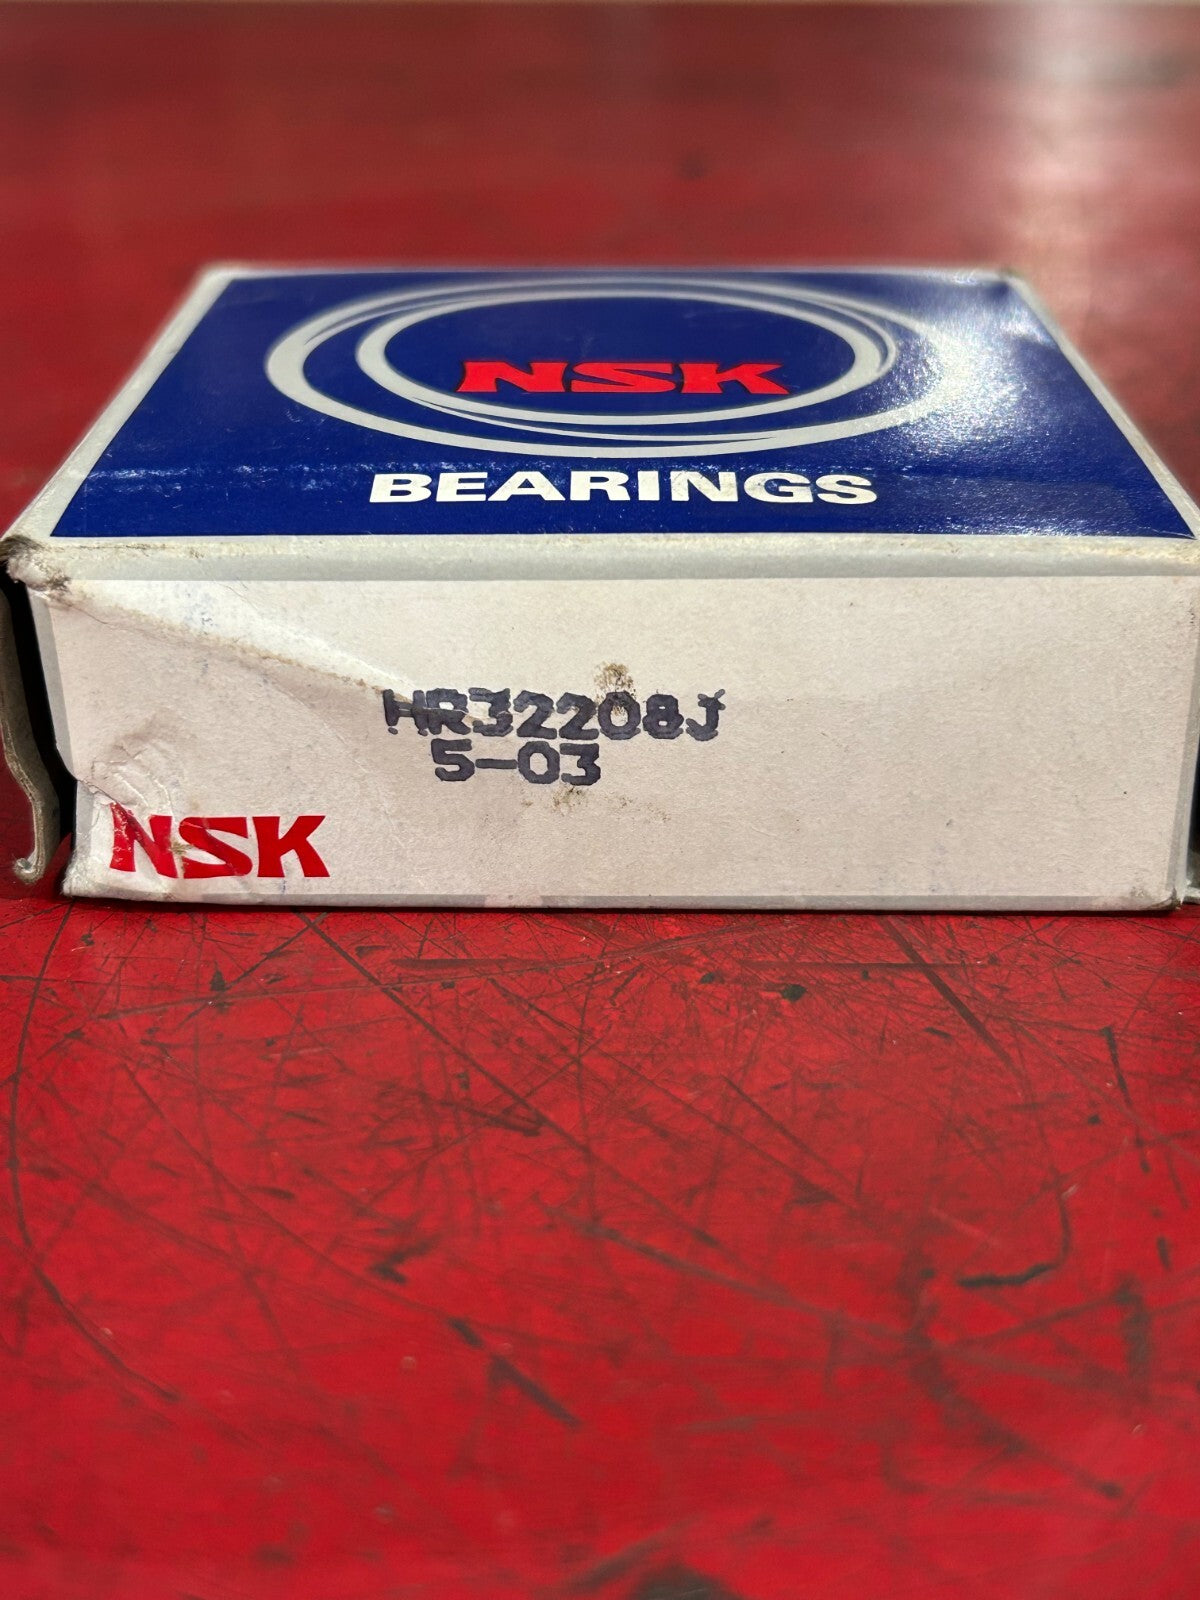 NSK
BEARINGS
HR32208J
5-03
NSK